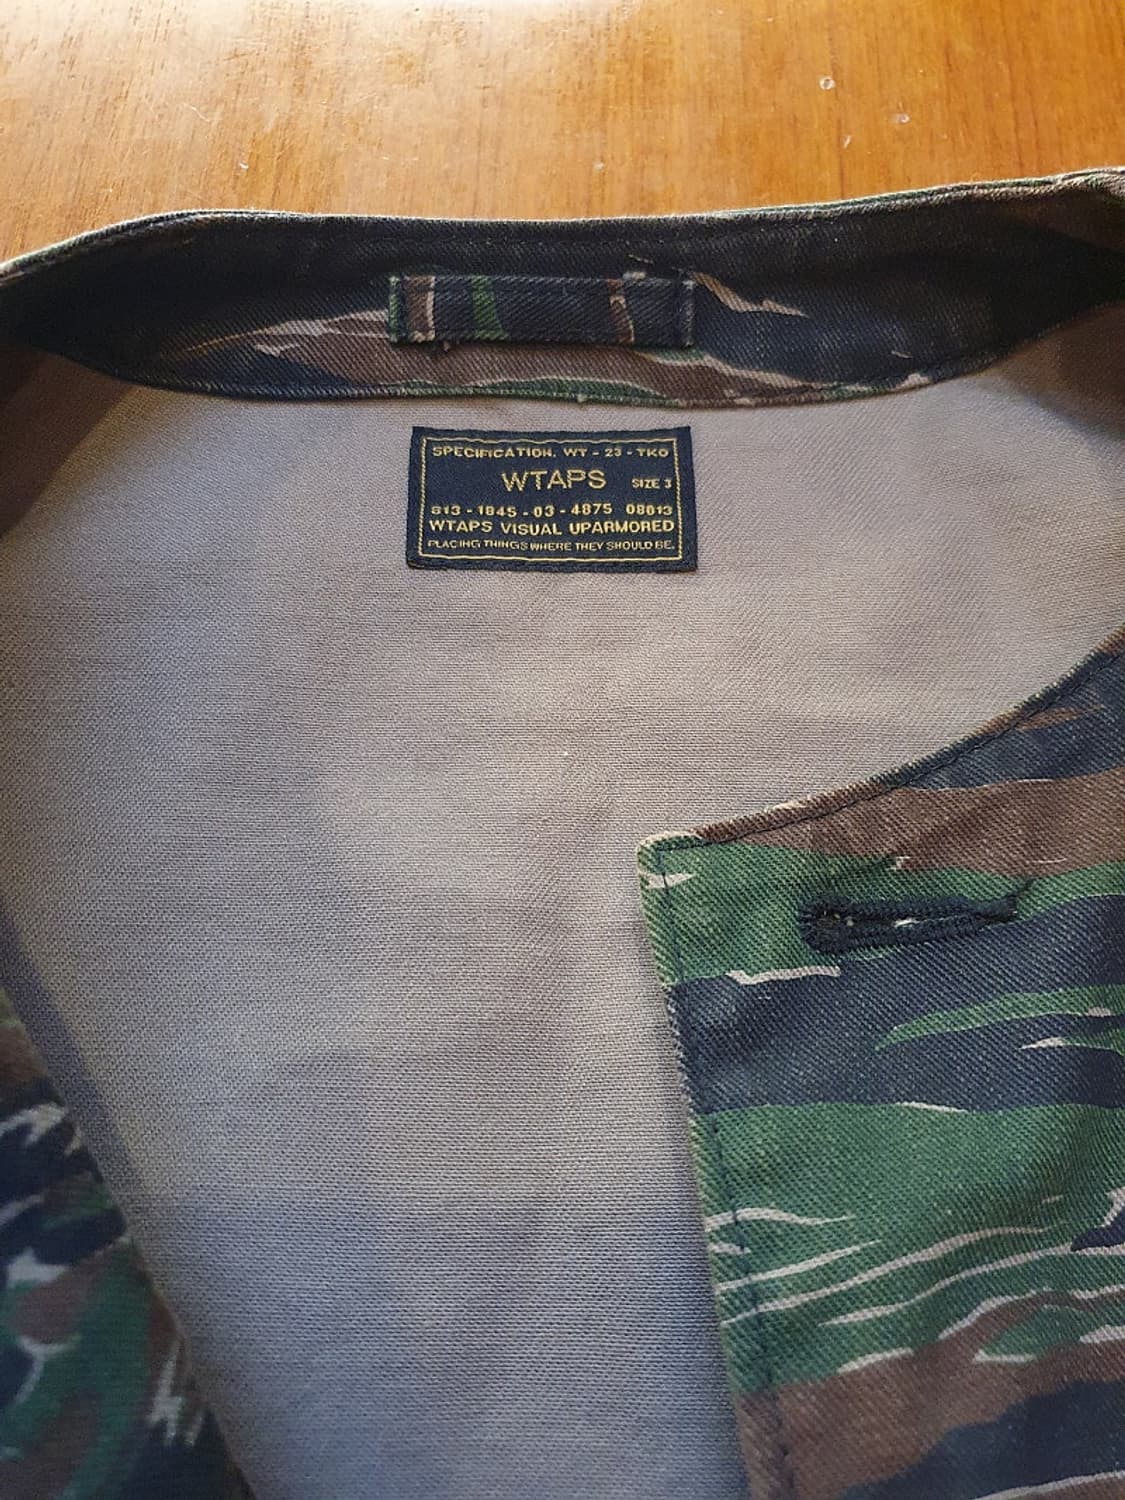 SPECIFICATION. WT - 23 - TKO
WTAPS SIZE 3
813 - 1845 - 03 - 4875 08013
WTAPS VISUAL UPARMORED
PLACING THINGS WHERE THEY SHOULD BE.